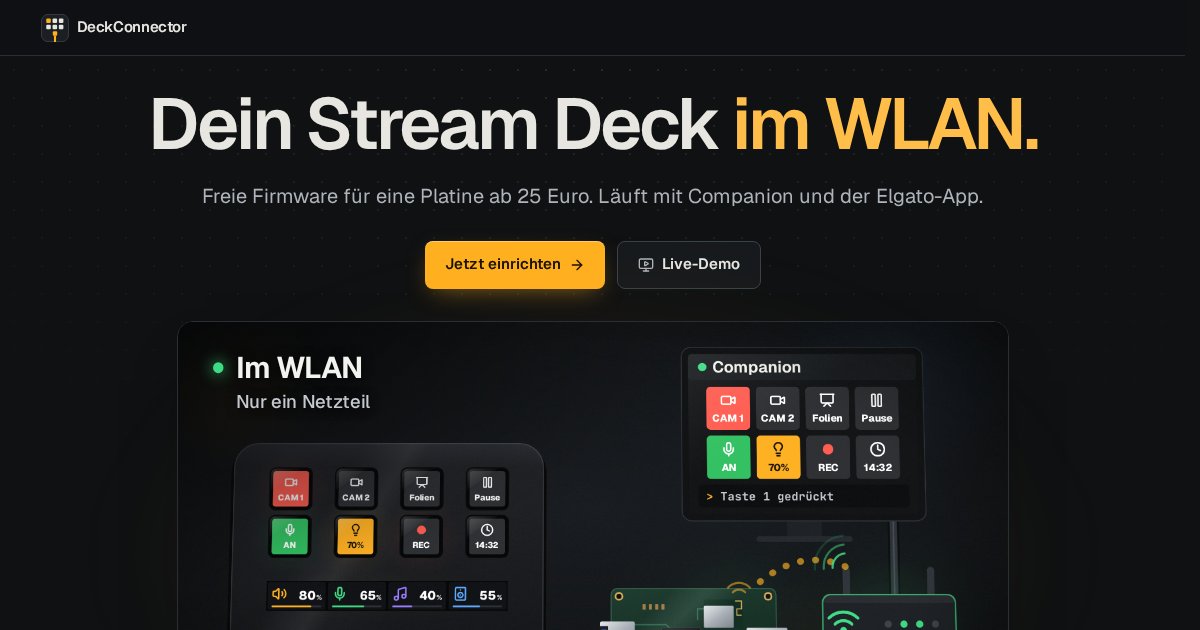 DeckConnector
Dein Stream Deck im WLAN.
Freie Firmware für eine Platine ab 25 Euro. Läuft mit Companion und der Elgato-App.
Jetzt einrichten →
Live-Demo
Im WLAN
Nur ein Netzteil
Companion
CAM 1 CAM 2 Folien Pause
AN 70% REC 14:32
> Taste 1 gedrückt
CAM 1 CAM 2 Folien Pause
AN 70% REC 14:32
80% 65% 40% 55%